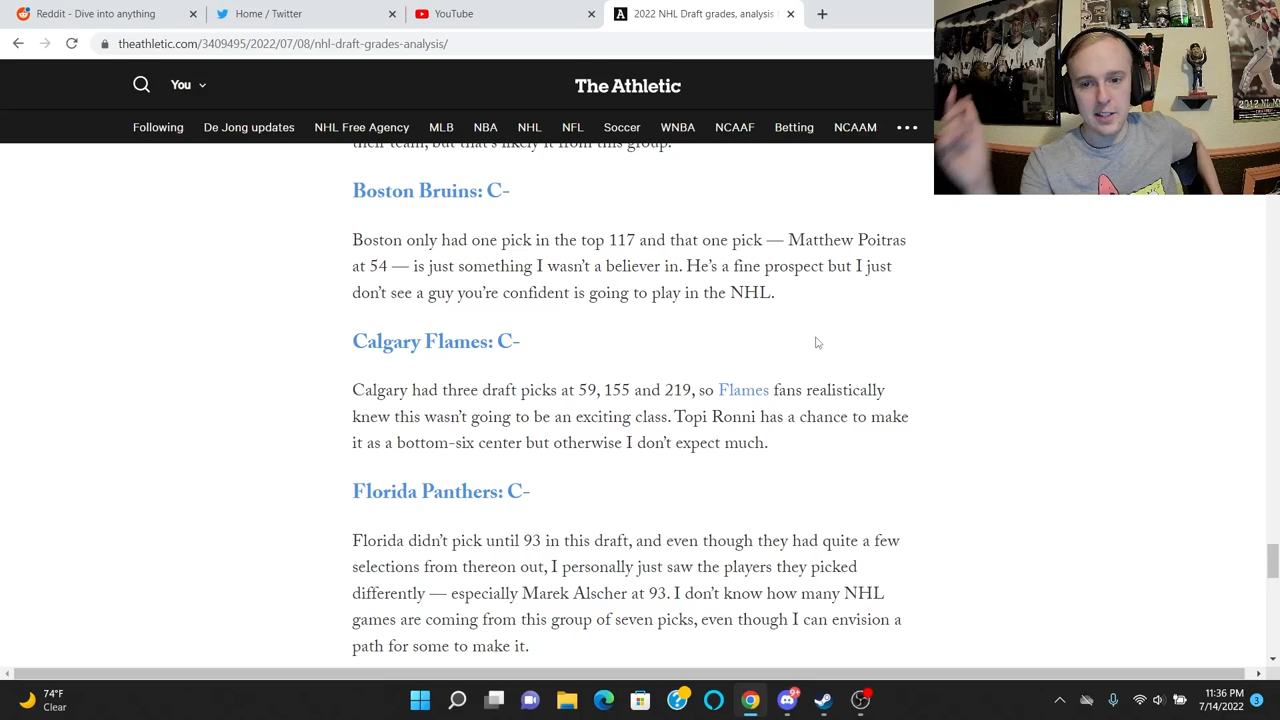 Reddit - Dive into anything
Home / Twitter
YouTube
2022 NHL Draft grades, analysis
theathletic.com/3409495/2022/07/08/nhl-draft-grades-analysis/
You
The Athletic
Following De Jong updates NHL Free Agency MLB NBA NHL NFL Soccer WNBA NCAAF Betting NCAAM
their team, but that's likely it from this group.
Boston Bruins: C-
Boston only had one pick in the top 117 and that one pick — Matthew Poitras
at 54 — is just something I wasn't a believer in. He's a fine prospect but I just
don't see a guy you're confident is going to play in the NHL.
Calgary Flames: C-
Calgary had three draft picks at 59, 155 and 219, so Flames fans realistically
knew this wasn't going to be an exciting class. Topi Ronni has a chance to make
it as a bottom-six center but otherwise I don't expect much.
Florida Panthers: C-
Florida didn't pick until 93 in this draft, and even though they had quite a few
selections from thereon out, I personally just saw the players they picked
differently — especially Marek Alscher at 93. I don't know how many NHL
games are coming from this group of seven picks, even though I can envision a
path for some to make it.
74°F
Clear
11:36 PM
7/14/2022
3